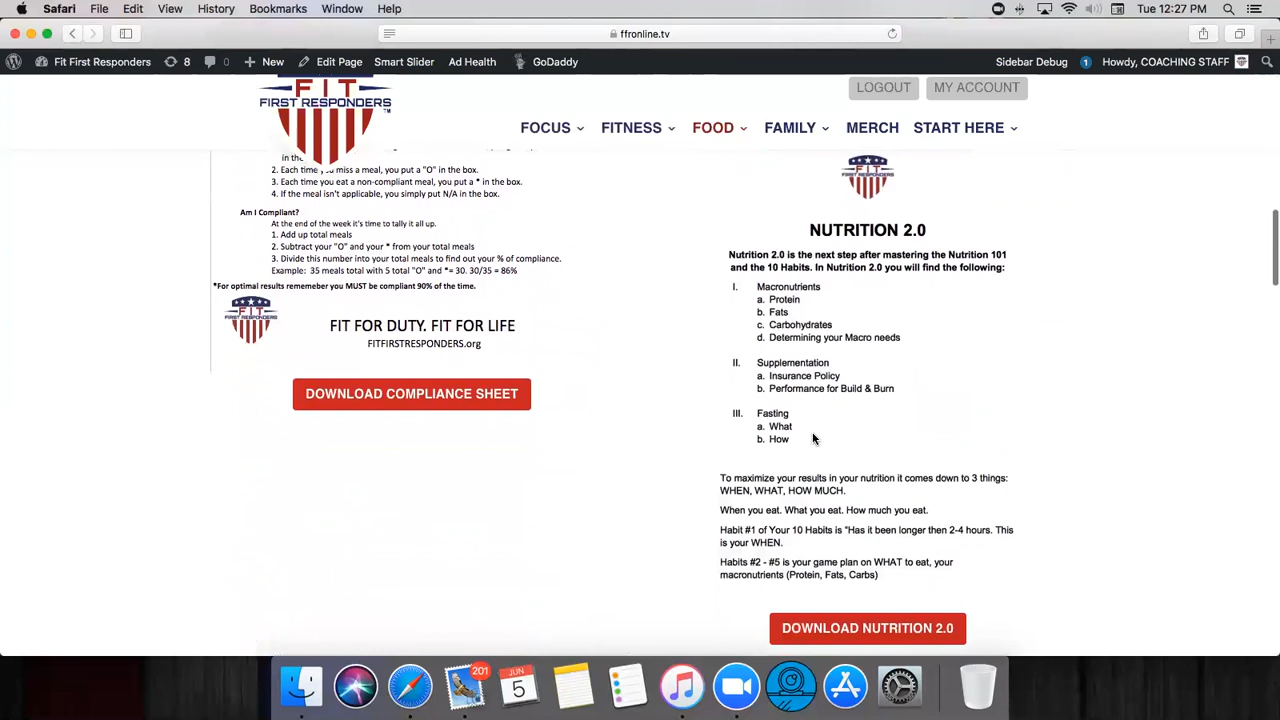 Safari File Edit View History Bookmarks Window Help
Tue 12:27 PM
ffronline.tv
Fit First Responders 8 0 New Edit Page Smart Slider Ad Health GoDaddy
Sidebar Debug 1 Howdy, COACHING STAFF
FIT
FIRST RESPONDERS
TM
LOGOUT MY ACCOUNT
FOCUS FITNESS FOOD FAMILY MERCH START HERE
in the
2. Each time you miss a meal, you put a "O" in the box.
3. Each time you eat a non-compliant meal, you put a * in the box.
4. If the meal isn't applicable, you simply put N/A in the box.
Am I Compliant?
At the end of the week it's time to tally it all up.
1. Add up total meals
2. Subtract your "O" and your * from your total meals
3. Divide this number into your total meals to find out your % of compliance.
Example: 35 meals total with 5 total "O" and *= 30. 30/35 = 86%
*For optimal results rememeber you MUST be compliant 90% of the time.
FIT
FIRST RESPONDERS
FIT FOR DUTY. FIT FOR LIFE
FITFIRSTRESPONDERS.org
DOWNLOAD COMPLIANCE SHEET
FIT
FIRST RESPONDERS
NUTRITION 2.0
Nutrition 2.0 is the next step after mastering the Nutrition 101
and the 10 Habits. In Nutrition 2.0 you will find the following:
I. Macronutrients
a. Protein
b. Fats
c. Carbohydrates
d. Determining your Macro needs
II. Supplementation
a. Insurance Policy
b. Performance for Build & Burn
III. Fasting
a. What
b. How
To maximize your results in your nutrition it comes down to 3 things:
WHEN, WHAT, HOW MUCH.
When you eat. What you eat. How much you eat.
Habit #1 of Your 10 Habits is "Has it been longer then 2-4 hours. This
is your WHEN.
Habits #2 - #5 is your game plan on WHAT to eat, your
macronutrients (Protein, Fats, Carbs)
DOWNLOAD NUTRITION 2.0
201
JUN
5